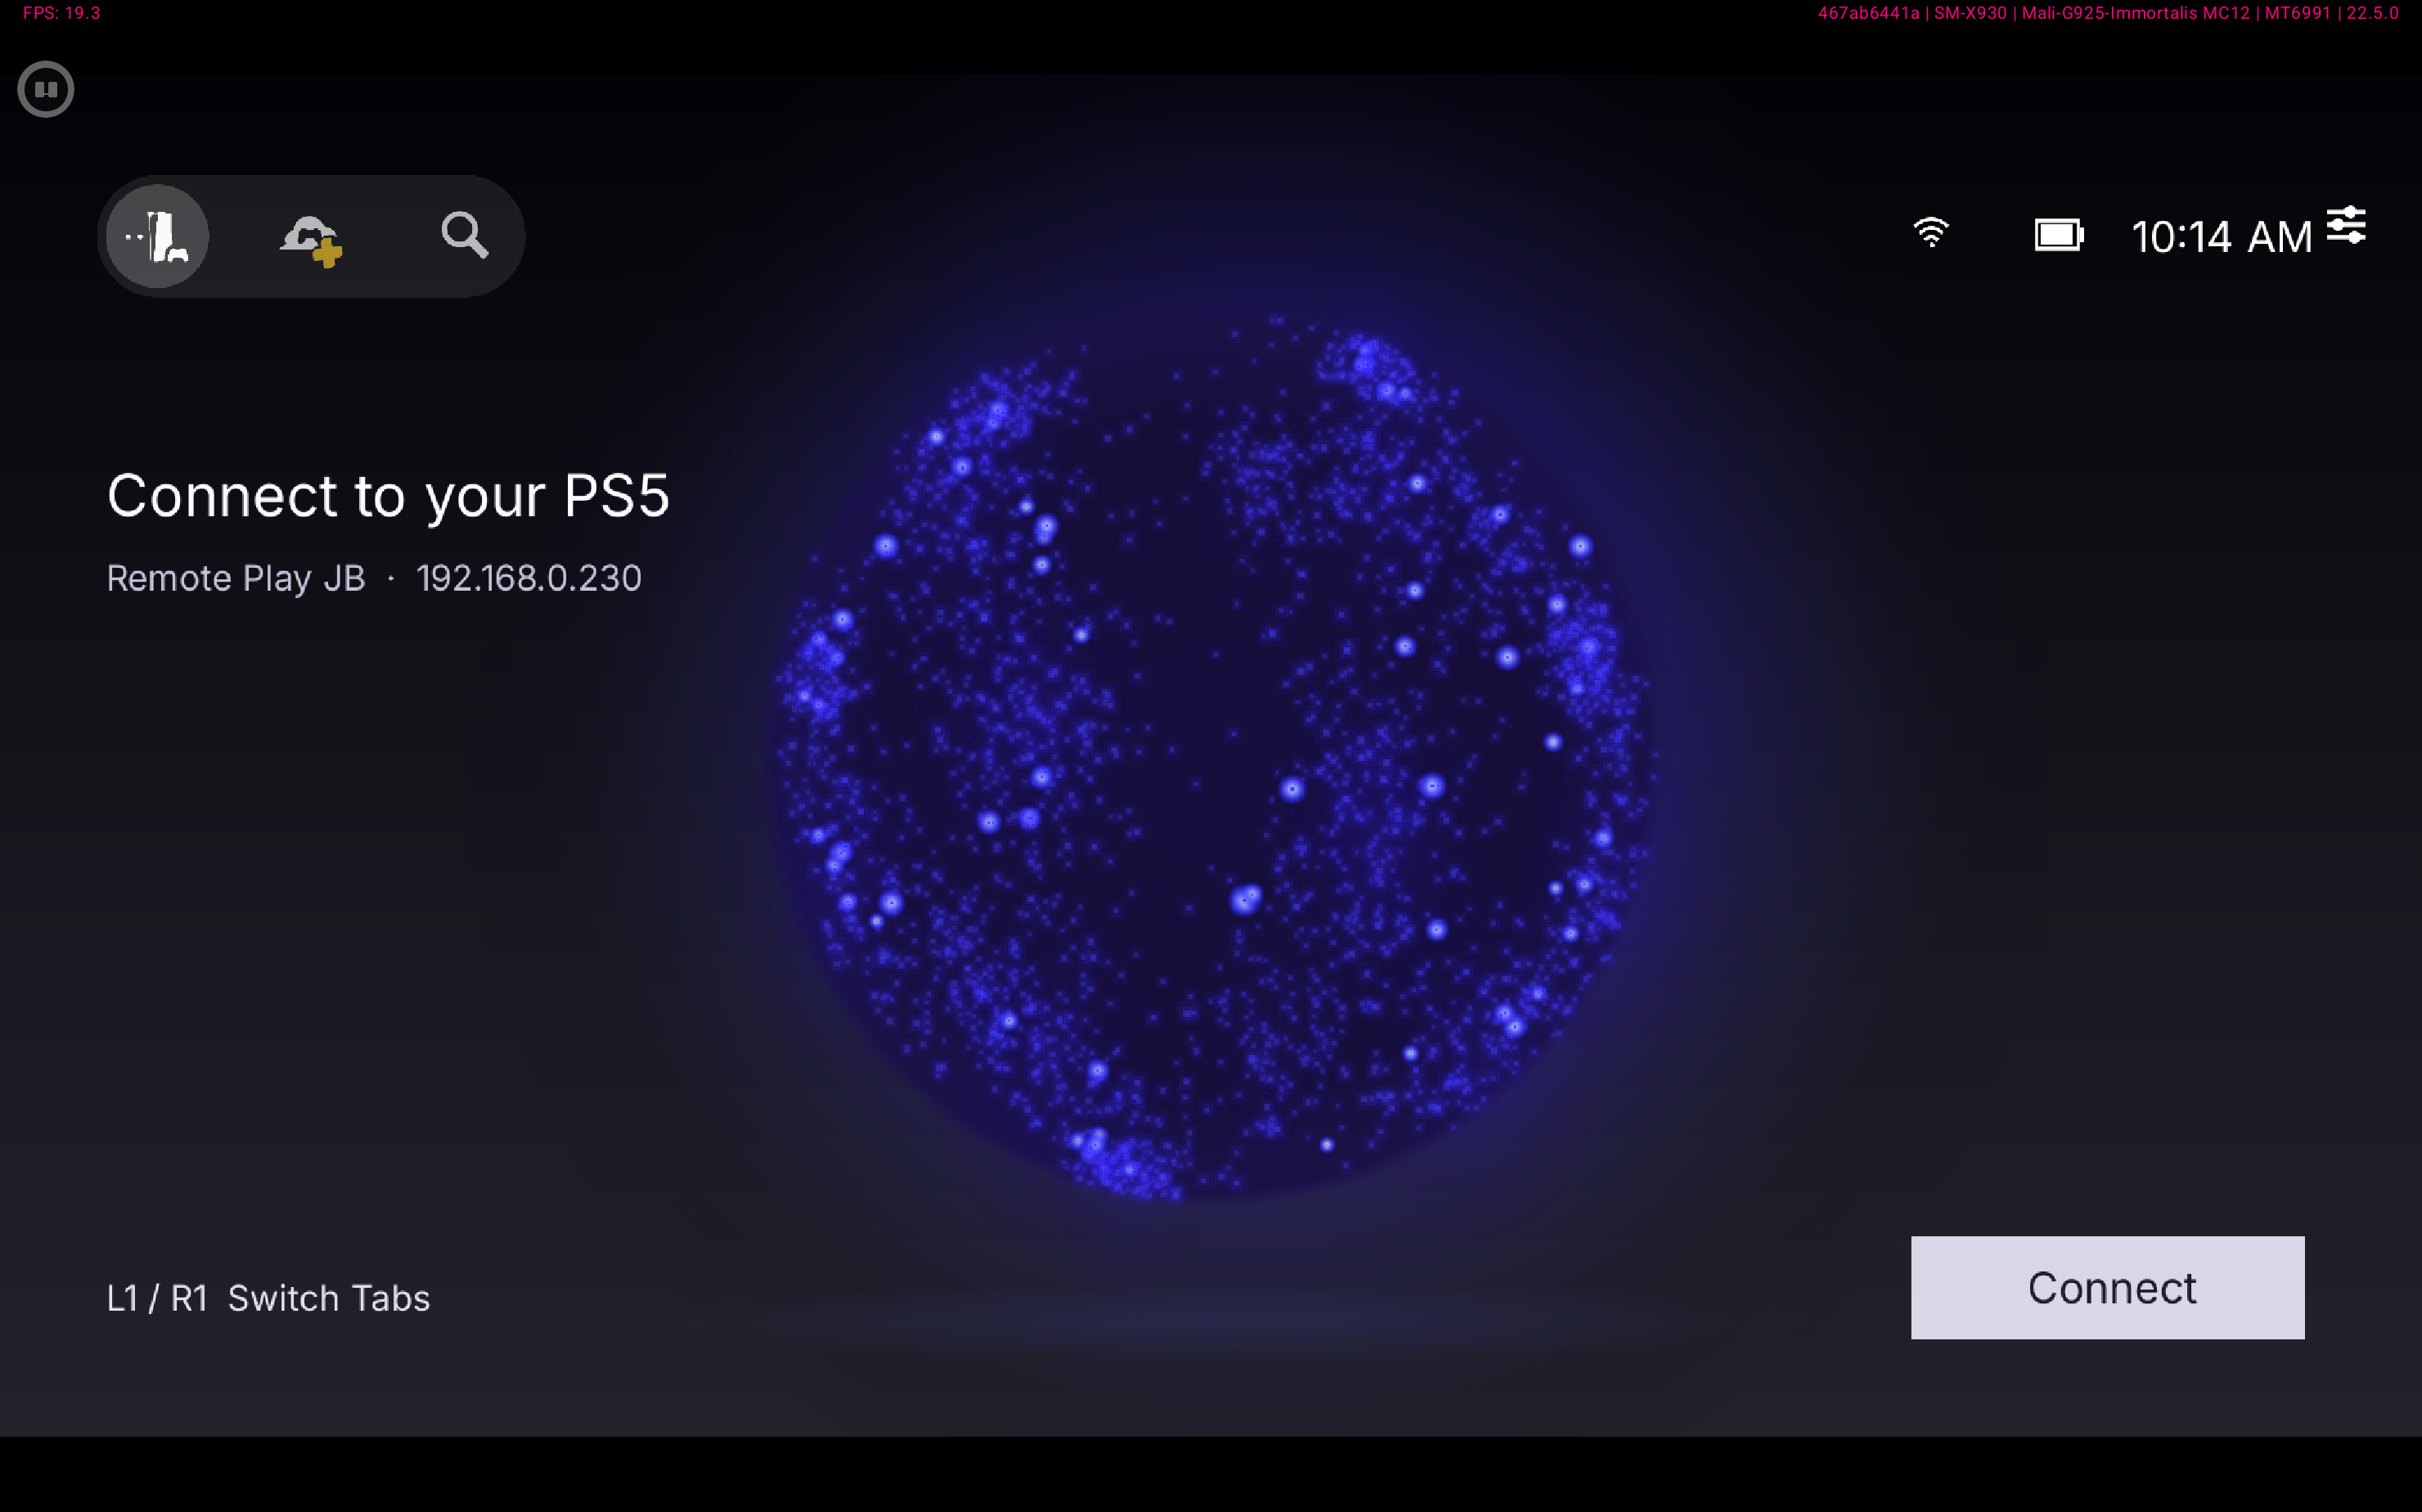 FPS: 19.3
467ab6441a | SM-X930 | Mali-G925-Immortalis MC12 | MT6991 | 22.5.0
10:14 AM
Connect to your PS5
Remote Play JB · 192.168.0.230
L1 / R1 Switch Tabs
Connect